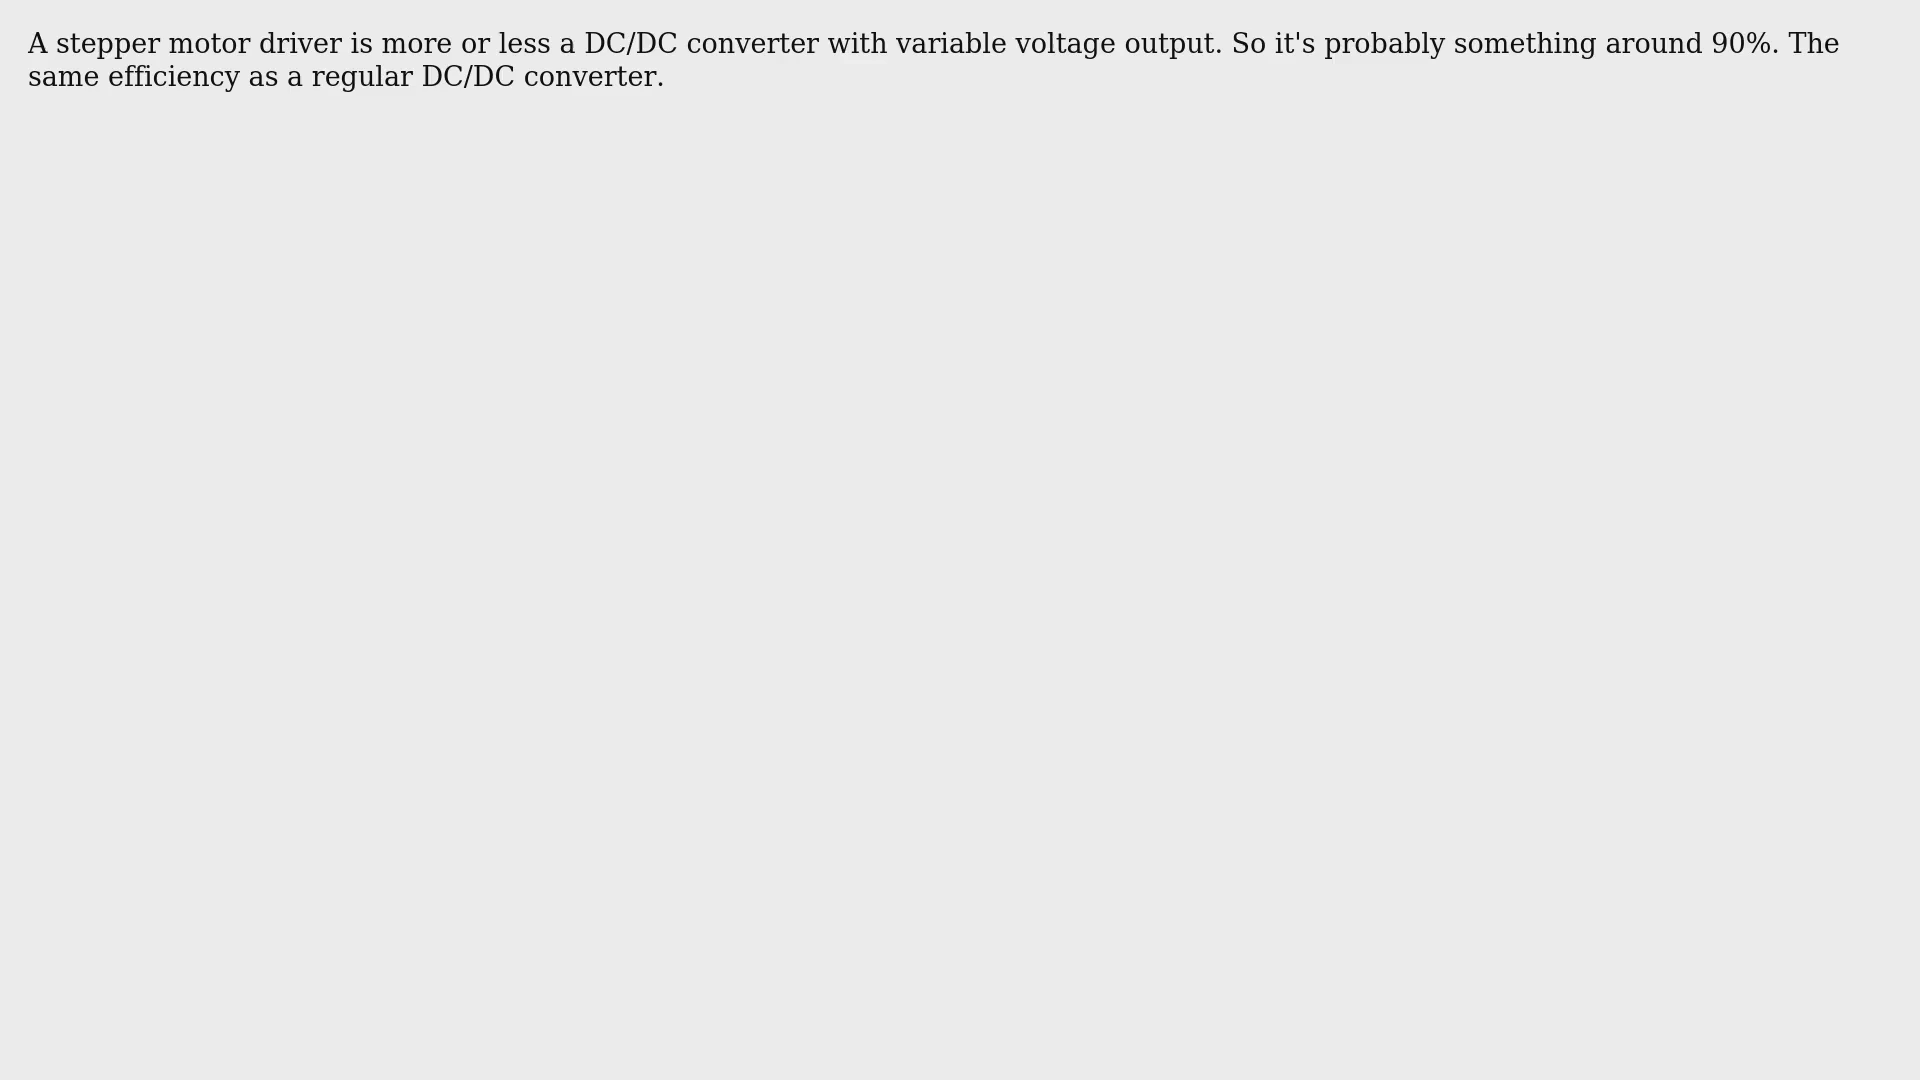 A stepper motor driver is more or less a DC/DC converter with variable voltage output. So it's probably something around 90%. The
same efficiency as a regular DC/DC converter.